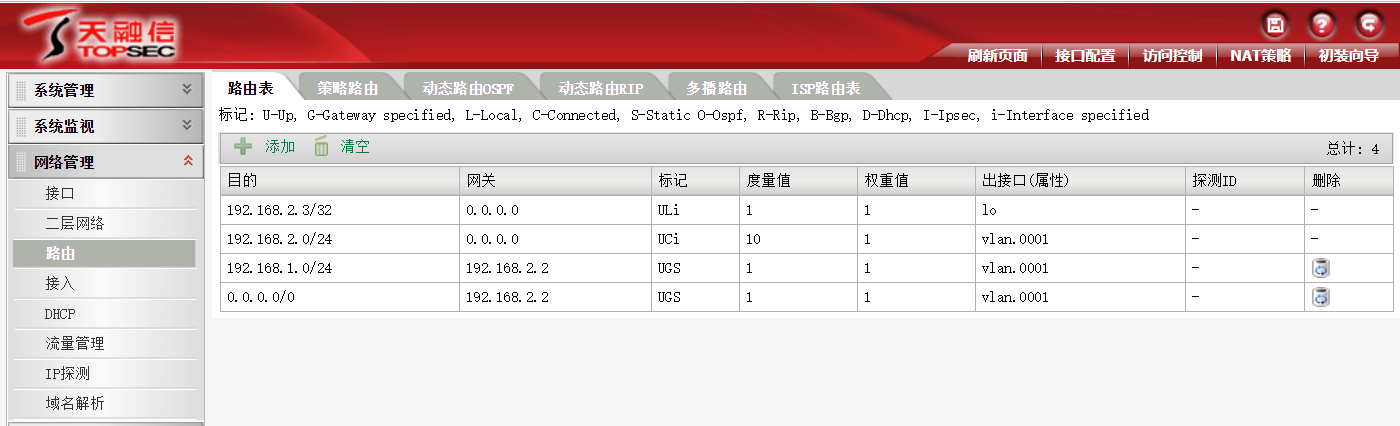 天融信
TOPSEC
刷新页面 接口配置 访问控制 NAT策略 初装向导
系统管理
系统监视
网络管理
接口
二层网络
路由
接入
DHCP
流量管理
IP探测
域名解析
路由表 策略路由 动态路由OSPF 动态路由RIP 多播路由 ISP路由表
标记: U-Up, G-Gateway specified, L-Local, C-Connected, S-Static O-Ospf, R-Rip, B-Bgp, D-Dhcp, I-Ipsec, i-Interface specified
添加 清空 总计: 4
目的 网关 标记 度量值 权重值 出接口(属性) 探测ID 删除
192.168.2.3/32 0.0.0.0 ULi 1 1 lo - -
192.168.2.0/24 0.0.0.0 UCi 10 1 vlan.0001 - -
192.168.1.0/24 192.168.2.2 UGS 1 1 vlan.0001 -
0.0.0.0/0 192.168.2.2 UGS 1 1 vlan.0001 -